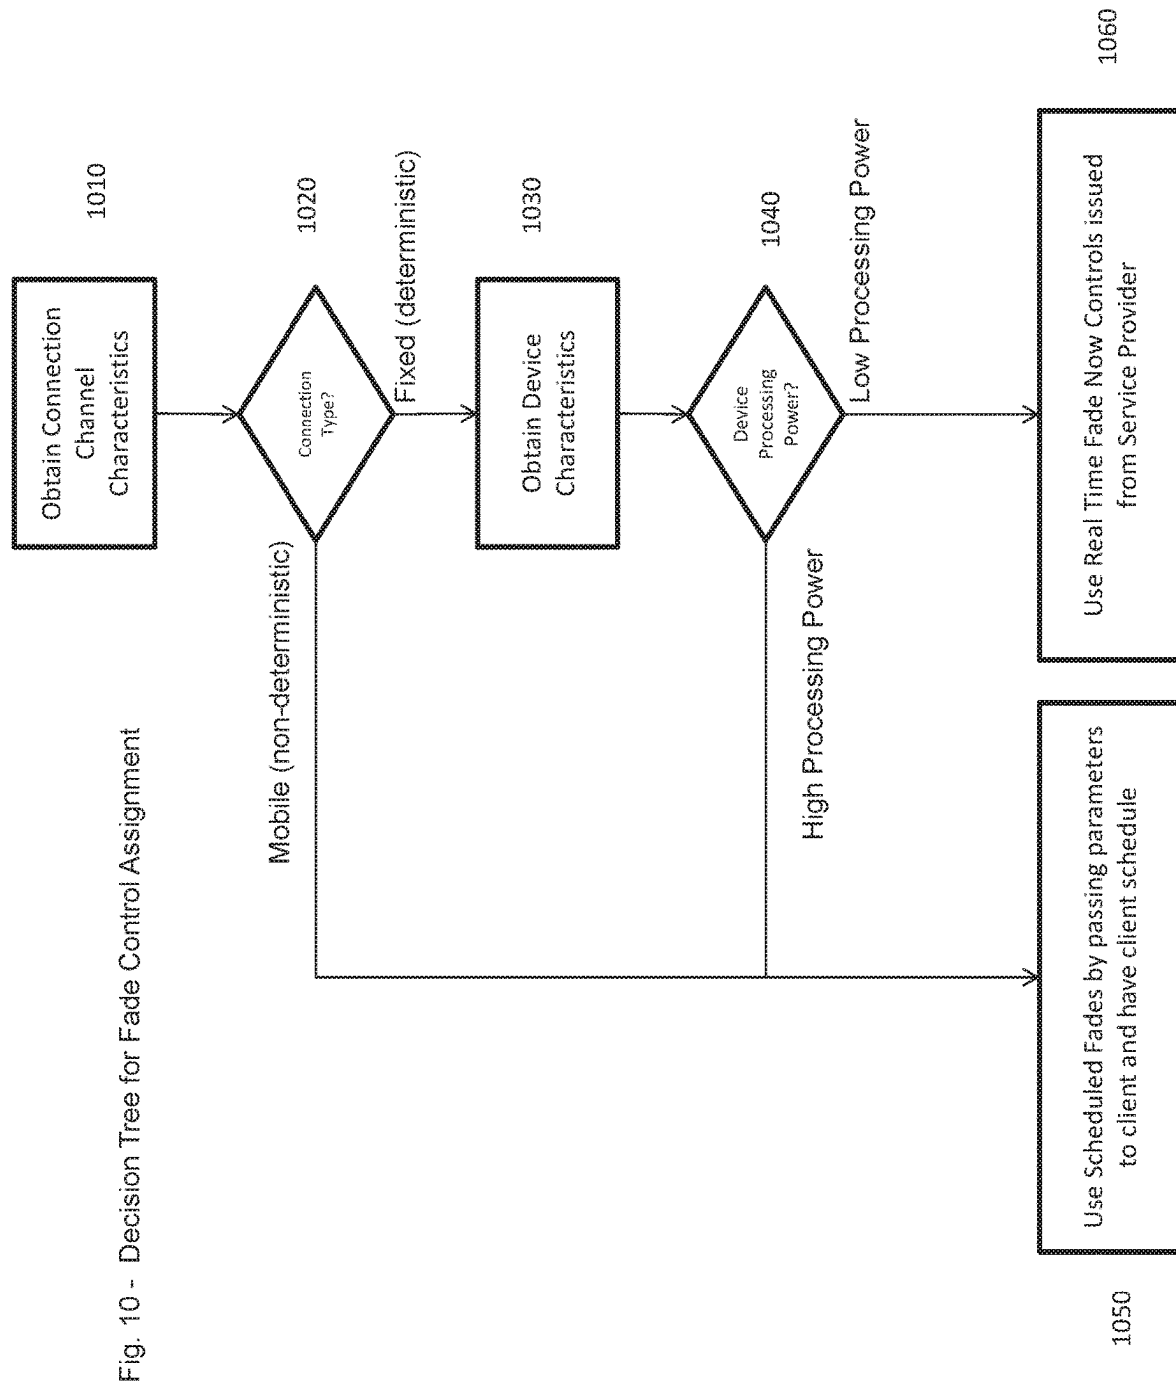 Fig. 10 - Decision Tree for Fade Control Assignment
Obtain Connection
Channel
Characteristics
1010
Connection
Type?
1020
Mobile (non-deterministic)
Fixed (deterministic)
Obtain Device
Characteristics
1030
Device
Processing
Power?
1040
High Processing Power
Low Processing Power
1050
Use Scheduled Fades by passing parameters
to client and have client schedule
Use Real Time Fade Now Controls issued
from Service Provider
1060